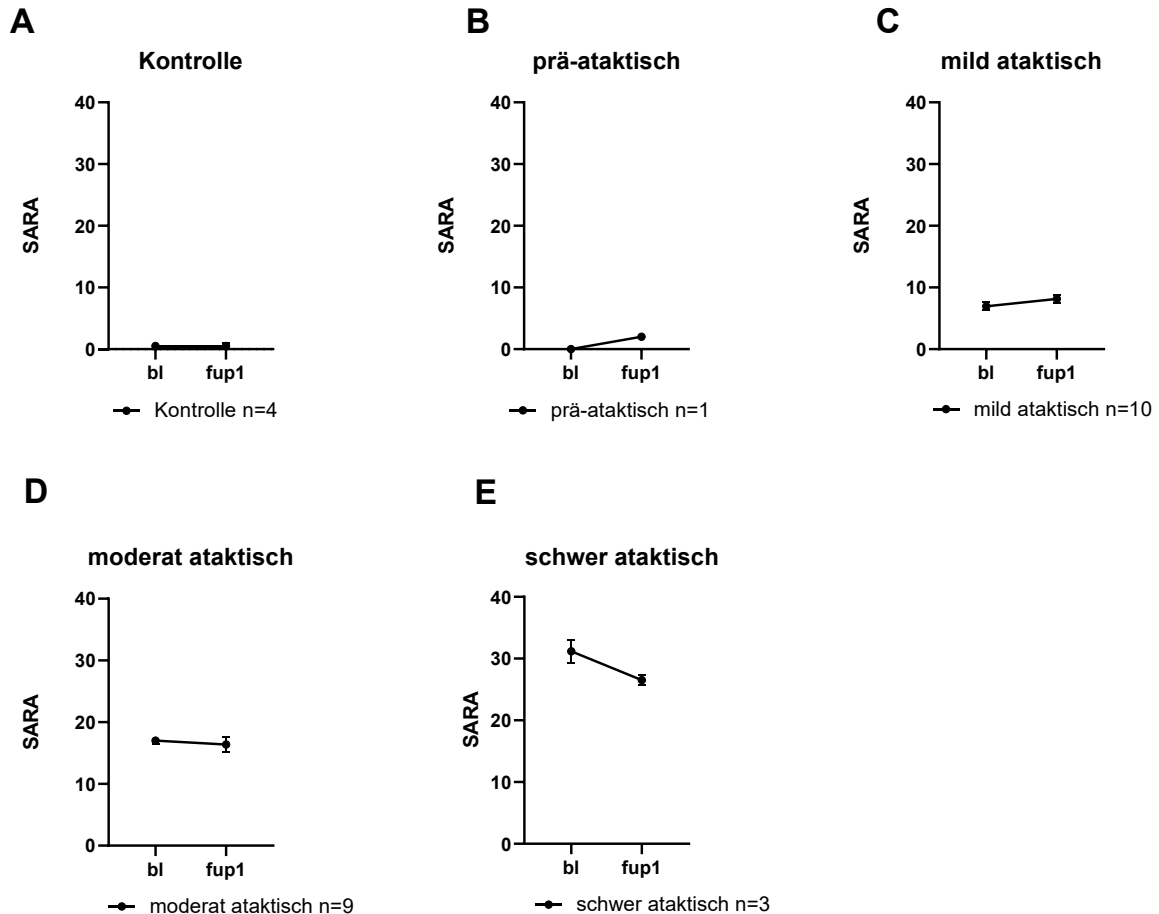 A
Kontrolle
SARA
40
30
20
10
0
bl
fup1
Kontrolle n=4
B
prä-ataktisch
SARA
40
30
20
10
0
bl
fup1
prä-ataktisch n=1
C
mild ataktisch
SARA
40
30
20
10
0
bl
fup1
mild ataktisch n=10
D
moderat ataktisch
SARA
40
30
20
10
0
bl
fup1
moderat ataktisch n=9
E
schwer ataktisch
SARA
40
30
20
10
0
bl
fup1
schwer ataktisch n=3